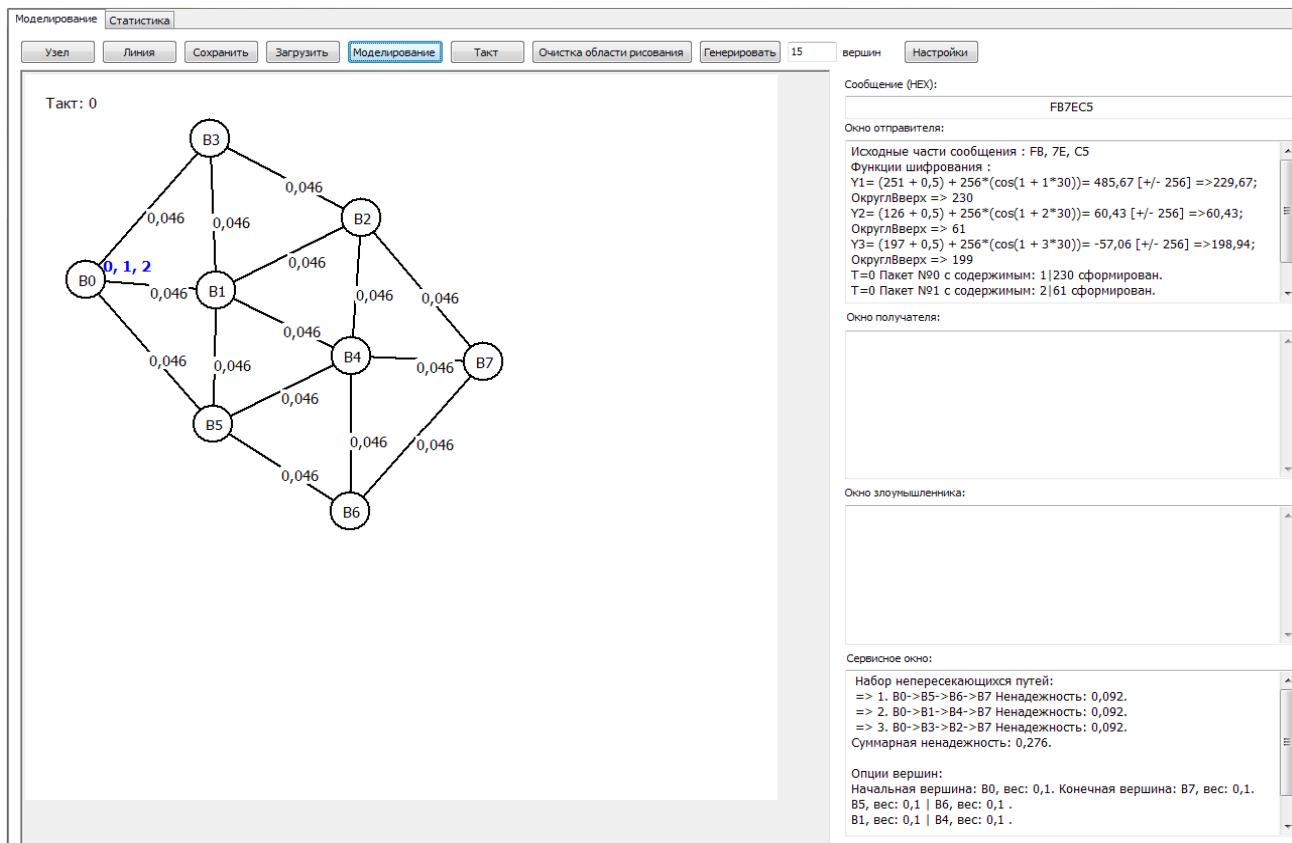 Моделирование Статистика
Узел Линия Сохранить Загрузить Моделирование Такт Очистка области рисования Генерировать 15 вершин Настройки
Такт: 0
B3
0,046
B2
0,046
0,046
0,046
0, 1, 2
B0
0,046
B1
0,046
0,046
0,046
0,046
B4
B7
0,046
0,046
0,046
0,046
B5
0,046
0,046
0,046
B6
Сообщение (HEX):
FB7EC5
Окно отправителя:
Исходные части сообщения : FB, 7E, C5
Функции шифрования :
Y1= (251 + 0,5) + 256*(cos(1 + 1*30))= 485,67 [+/- 256] =>229,67;
ОкруглВверх => 230
Y2= (126 + 0,5) + 256*(cos(1 + 2*30))= 60,43 [+/- 256] =>60,43;
ОкруглВверх => 61
Y3= (197 + 0,5) + 256*(cos(1 + 3*30))= -57,06 [+/- 256] =>198,94;
ОкруглВверх => 199
T=0 Пакет №0 с содержимым: 1|230 сформирован.
T=0 Пакет №1 с содержимым: 2|61 сформирован.
Окно получателя:
Окно злоумышленника:
Сервисное окно:
Набор непересекающихся путей:
=> 1. B0->B5->B6->B7 Ненадежность: 0,092.
=> 2. B0->B1->B4->B7 Ненадежность: 0,092.
=> 3. B0->B3->B2->B7 Ненадежность: 0,092.
Суммарная ненадежность: 0,276.
Опции вершин:
Начальная вершина: B0, вес: 0,1. Конечная вершина: B7, вес: 0,1.
B5, вес: 0,1 | B6, вес: 0,1 .
B1, вес: 0,1 | B4, вес: 0,1 .